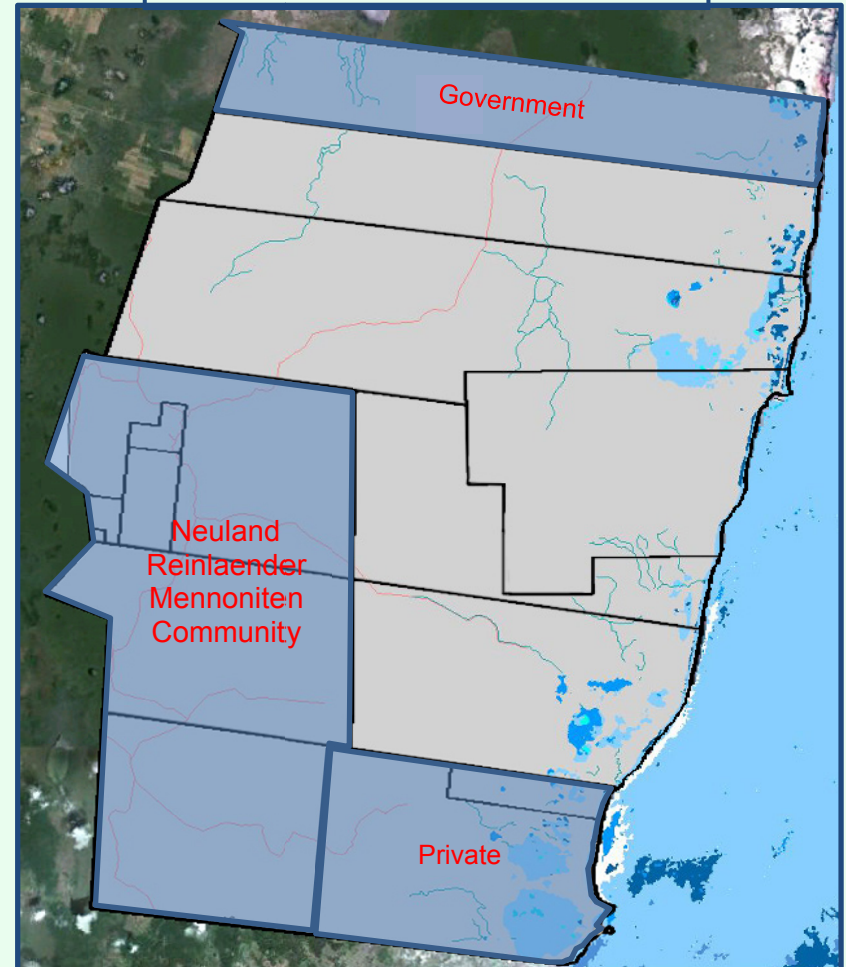 Government
Neuland
Reinlaender
Mennoniten
Community
Private